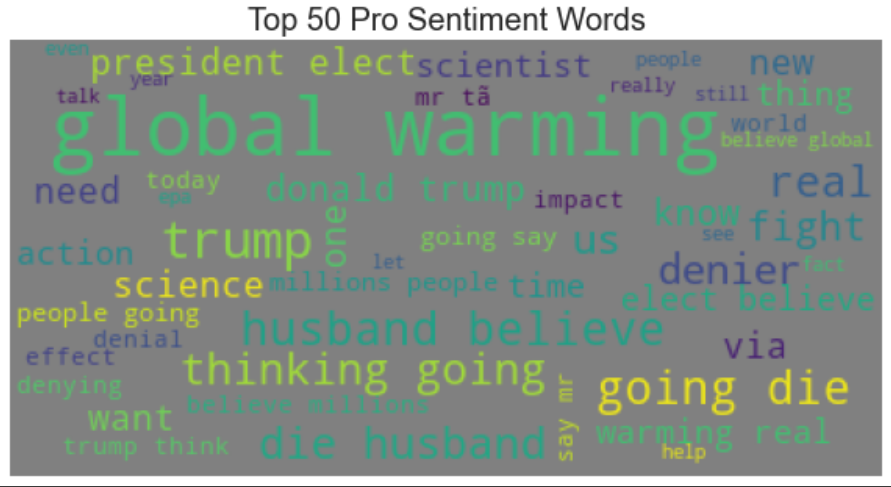 Top 50 Pro Sentiment Words
even
president elect
scientist
people
new
year
talk
mr tã
really
still
thing
global warming
world
believe global
need
today
epa
donald trump
impact
real
know
trump
one
going say
us
see
fight
action
let
denier
fact
science
millions people
time
elect believe
people going
husband believe
denial
via
effect
thinking going
denying
believe millions
say mr
going die
want
trump think
die husband
warming real
help